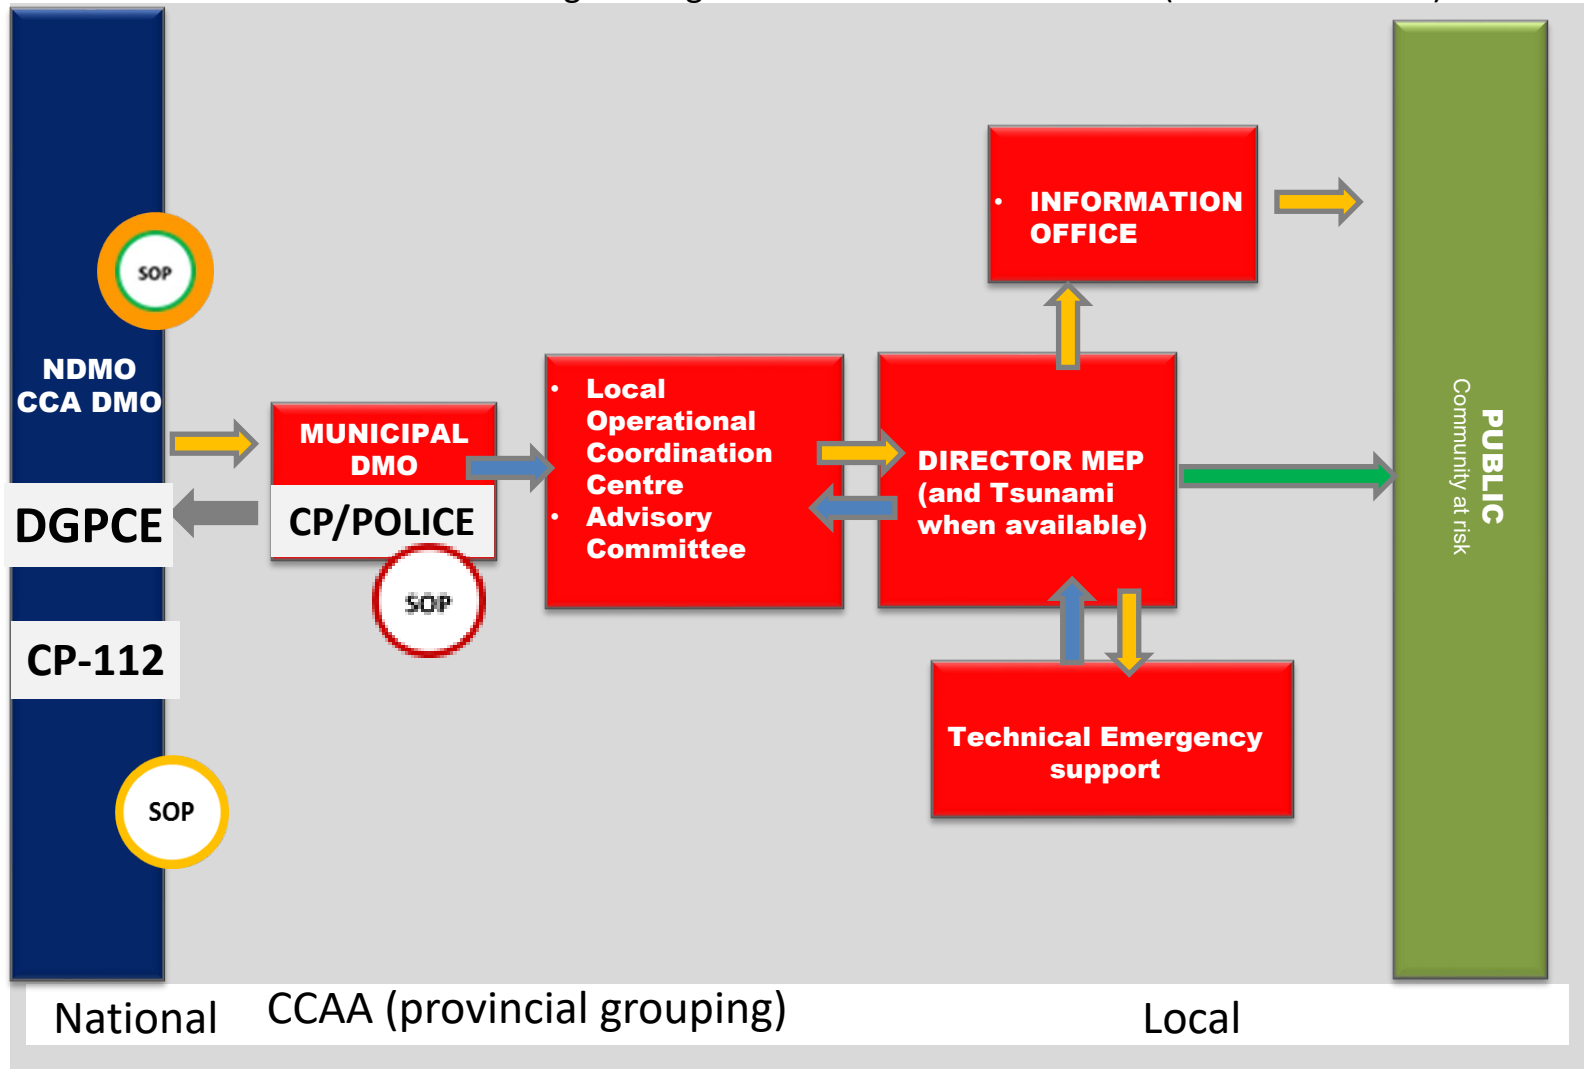 SOP
NDMO
CCA DMO
DGPCE
CP-112
SOP
MUNICIPAL
DMO
CP/POLICE
SOP
• Local
Operational
Coordination
Centre
• Advisory
Committee
DIRECTOR MEP
(and Tsunami
when available)
• INFORMATION
OFFICE
Technical Emergency
support
PUBLIC
Community at risk
National
CCAA (provincial grouping)
Local